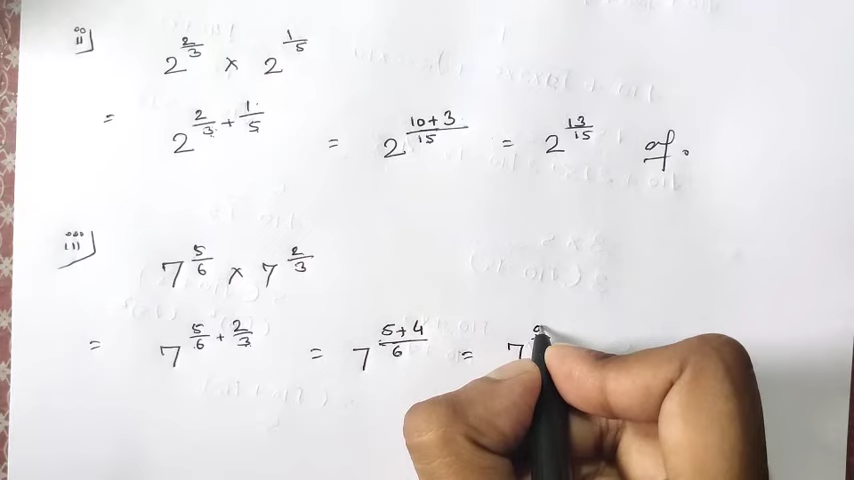 ii) 2^(2/3) × 2^(1/5)
= 2^(2/3 + 1/5) = 2^((10+3)/15) = 2^(13/15)
iii) 7^(5/6) × 7^(2/3)
= 7^(5/6 + 2/3) = 7^((5+4)/6) = 7^9